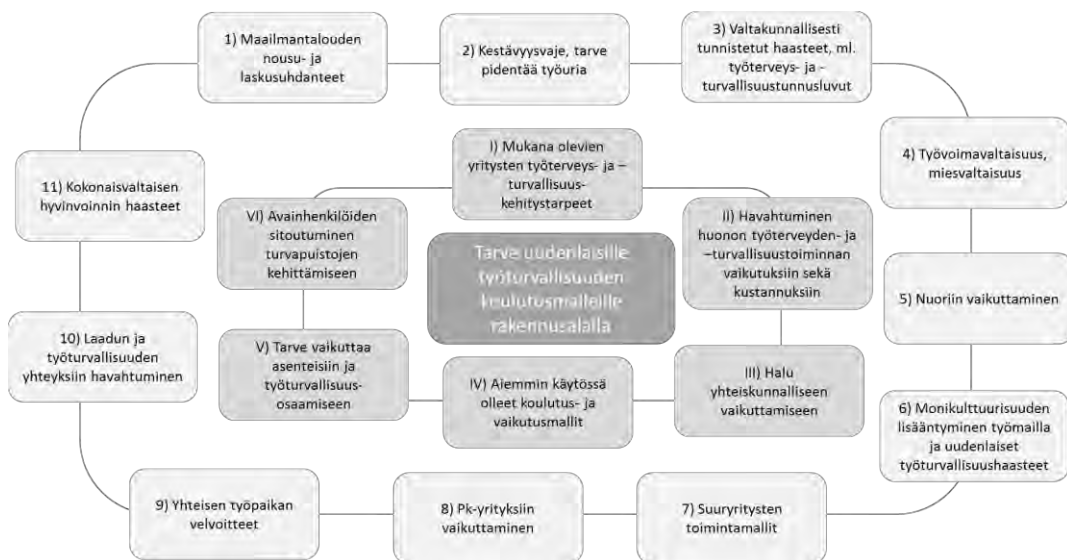 1) Maailmantalouden
nousu- ja
laskusuhdanteet
2) Kestävyysvaje, tarve
pidentää työuria
3) Valtakunnallisesti
tunnistetut haasteet, ml.
työterveys- ja -
turvallisuustunnusluvut
4) Työvoimavaltaisuus,
miesvaltaisuus
5) Nuoriin vaikuttaminen
6) Monikulttuurisuuden
lisääntyminen työmailla
ja uudenlaiset
työturvallisuushaasteet
7) Suuryritysten
toimintamallit
8) Pk-yrityksiin
vaikuttaminen
9) Yhteisen työpaikan
velvoitteet
10) Laadun ja
työturvallisuuden
yhteyksiin havahtuminen
11) Kokonaisvaltaisen
hyvinvoinnin haasteet
I) Mukana olevien
yritysten työterveys- ja –
turvallisuus-
kehitystarpeet
II) Havahtuminen
huonon työterveyden- ja
–turvallisuustoiminnan
vaikutuksiin sekä
kustannuksiin
III) Halu
yhteiskunnalliseen
vaikuttamiseen
IV) Aiemmin käytössä
olleet koulutus- ja
vaikutusmallit
V) Tarve vaikuttaa
asenteisiin ja
työturvallisuus-
osaamiseen
VI) Avainhenkilöiden
sitoutuminen
turvapuistojen
kehittämiseen
Tarve uudenlaisille
työturvallisuuden
koulutusmalleille
rakennusalalla